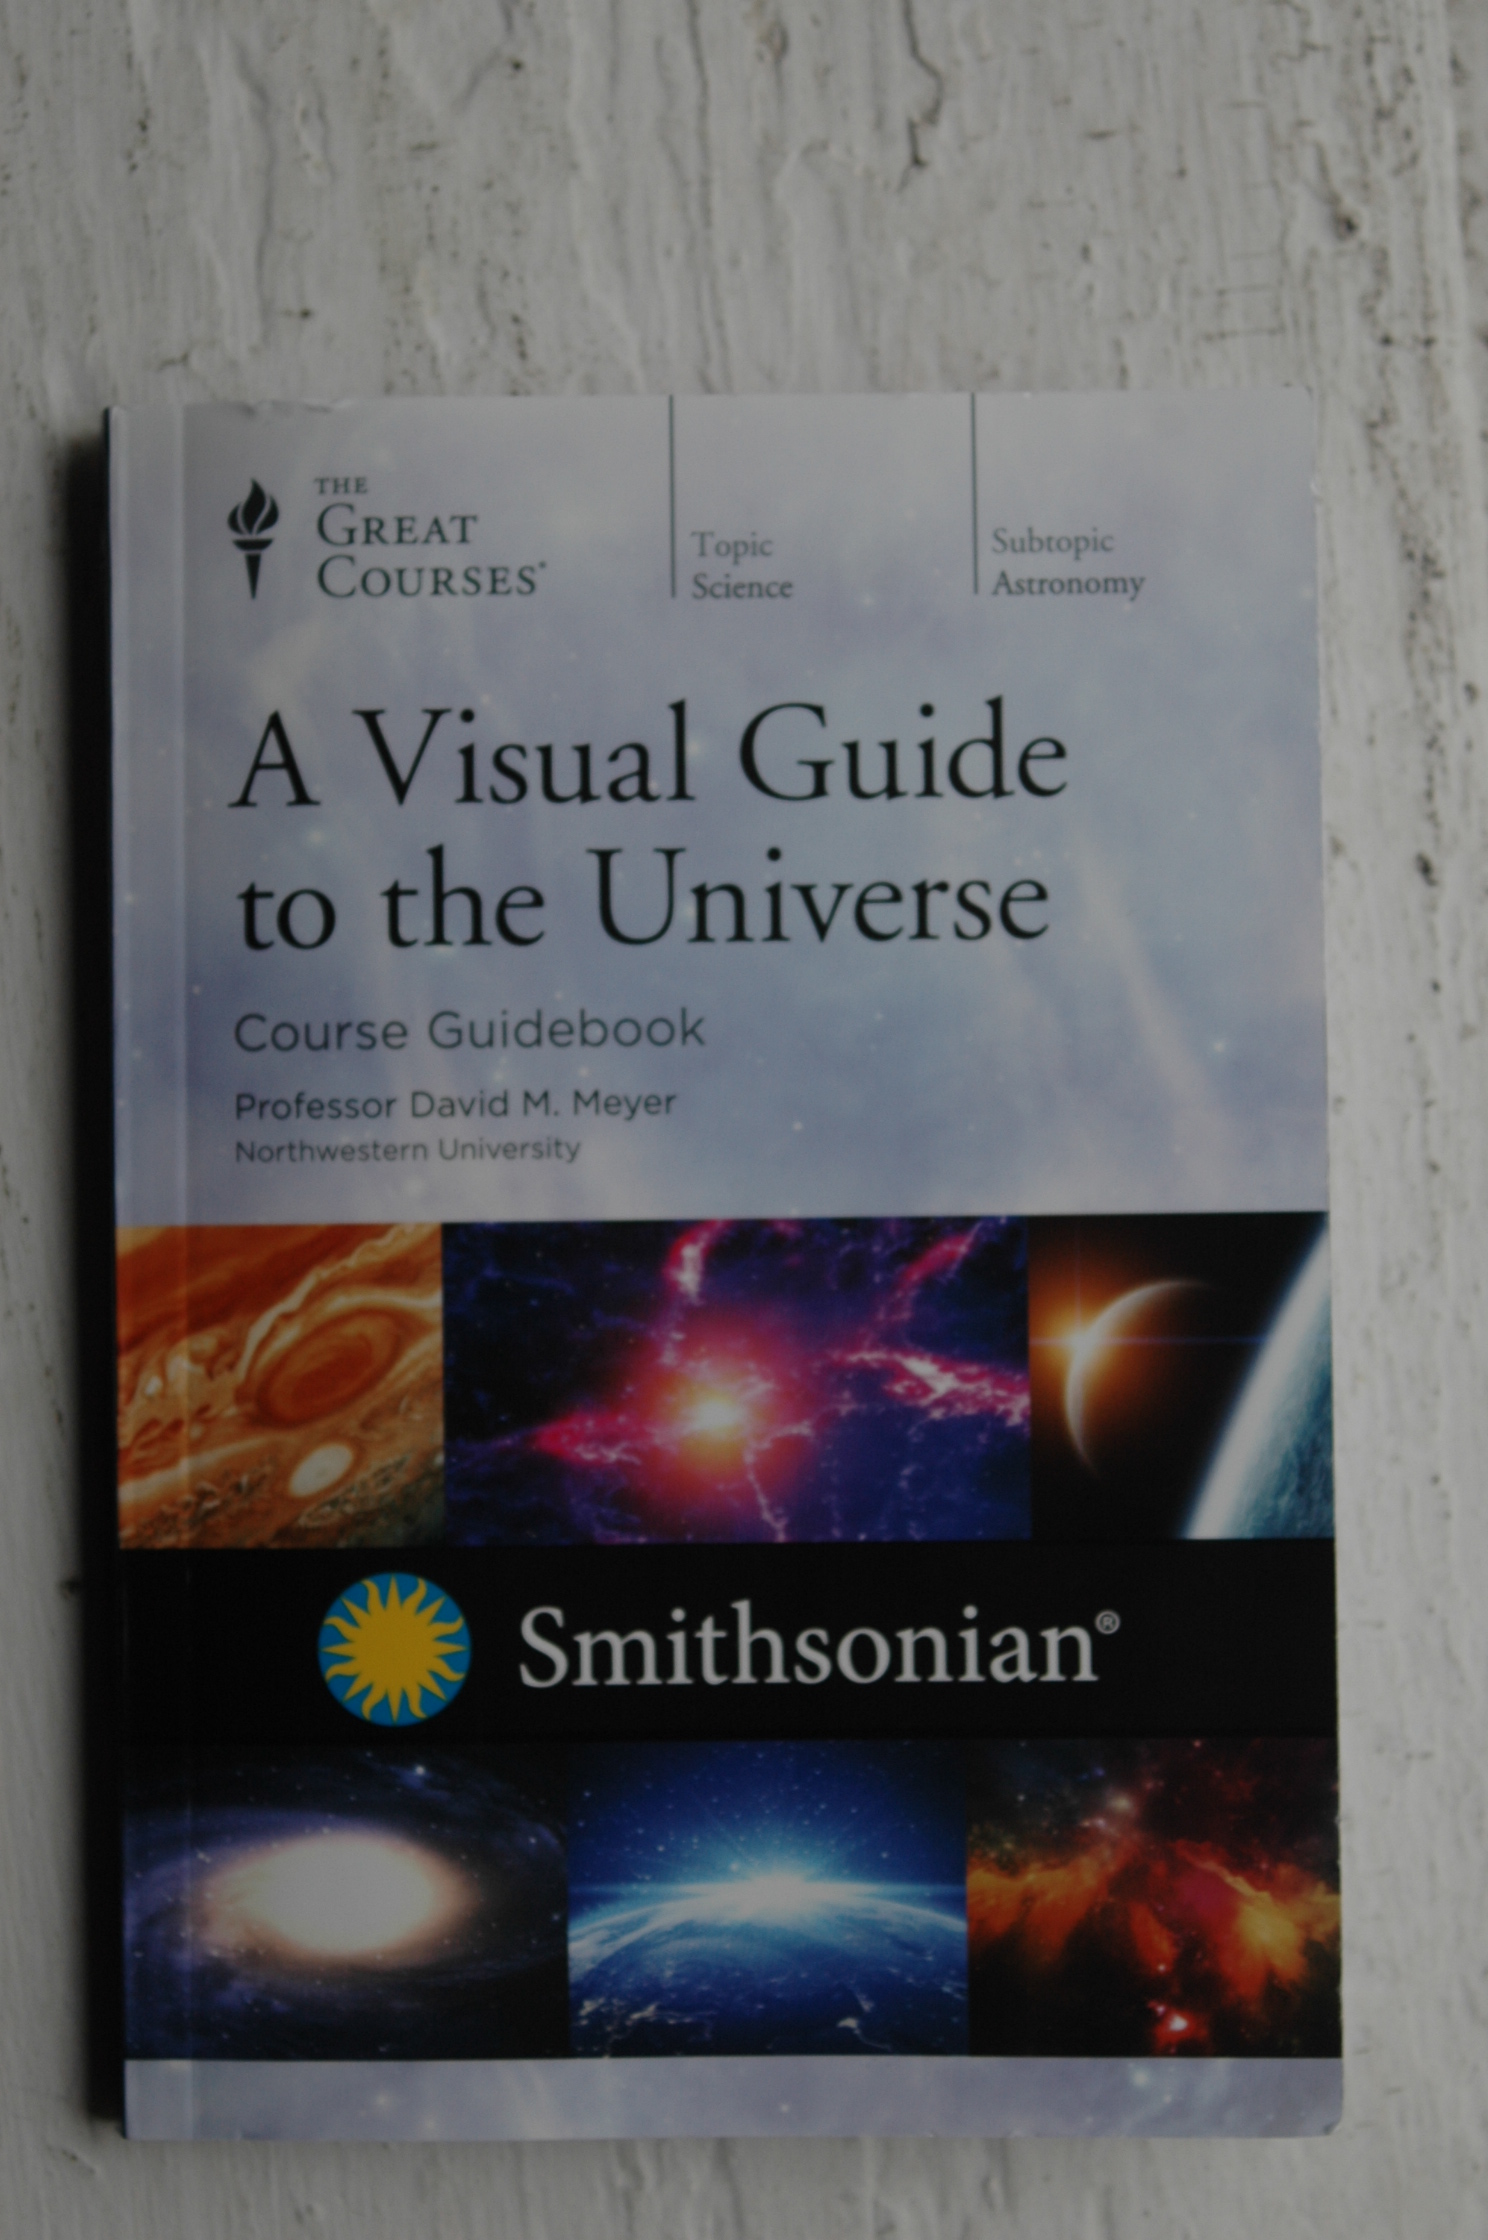 THE
GREAT
COURSES®
Topic
Science
Subtopic
Astronomy
A Visual Guide
to the Universe
Course Guidebook
Professor David M. Meyer
Northwestern University
Smithsonian®